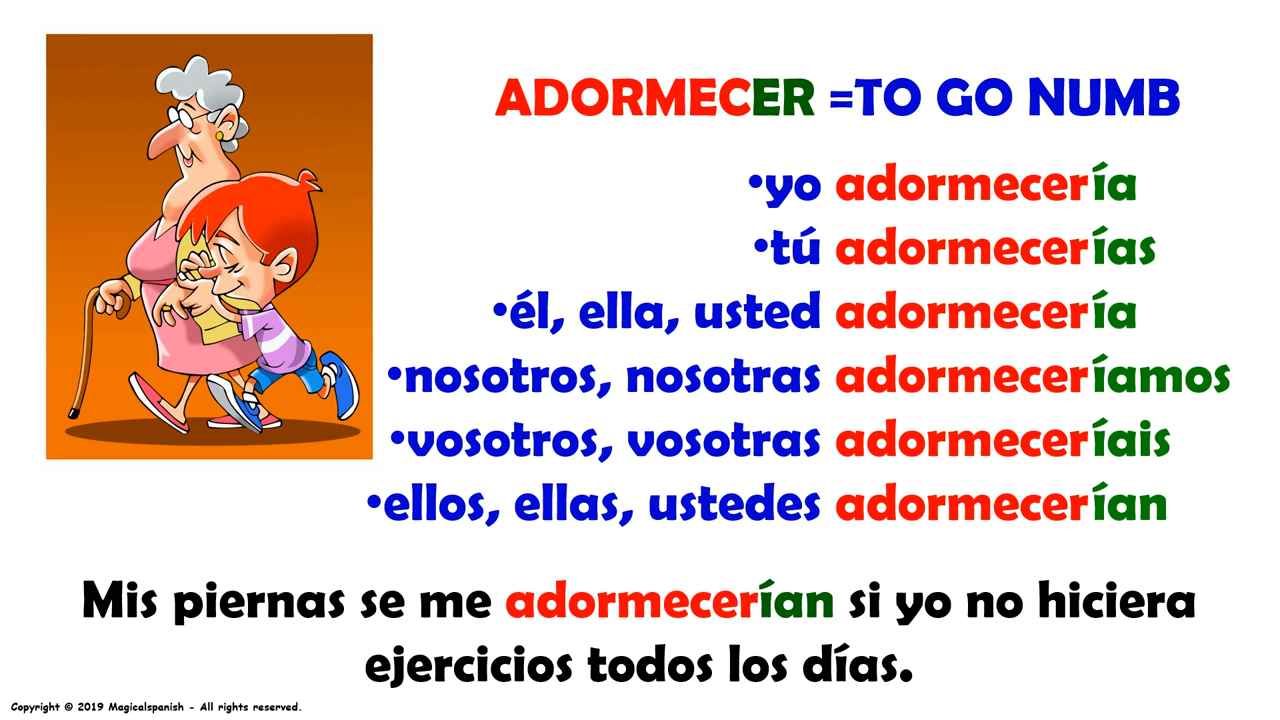 ADORMECER =TO GO NUMB
•yo adormecería
•tú adormecerías
•él, ella, usted adormecería
•nosotros, nosotras adormeceríamos
•vosotros, vosotras adormeceríais
•ellos, ellas, ustedes adormecerían
Mis piernas se me adormecerían si yo no hiciera
ejercicios todos los días.
Copyright © 2019 Magicalspanish - All rights reserved.